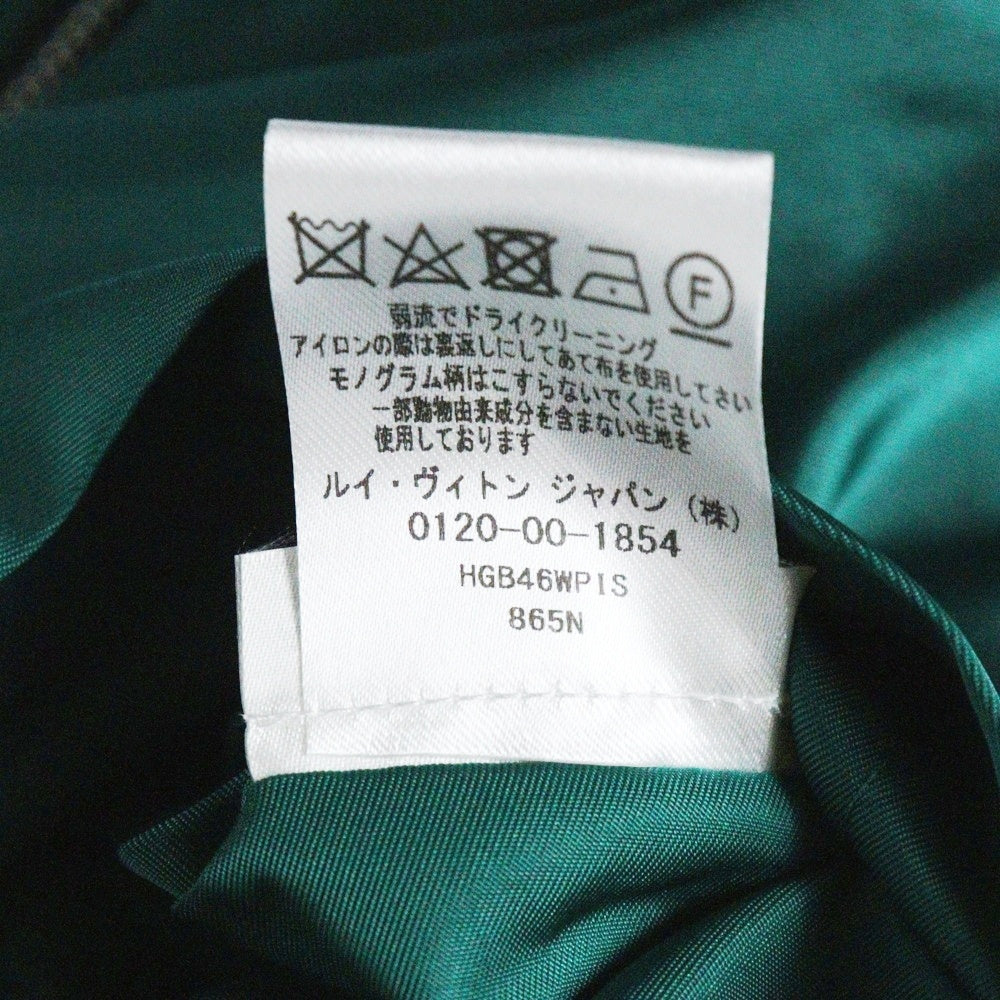 F
弱流でドライクリーニング
アイロンの際は裏返しにしてあて布を使用して下さい
モノグラム柄はこすらないでください
一部動物由来成分を含まない生地を
使用しております
ルイ・ヴィトン ジャパン (株)
0120-00-1854
HGB46WPIS
865N